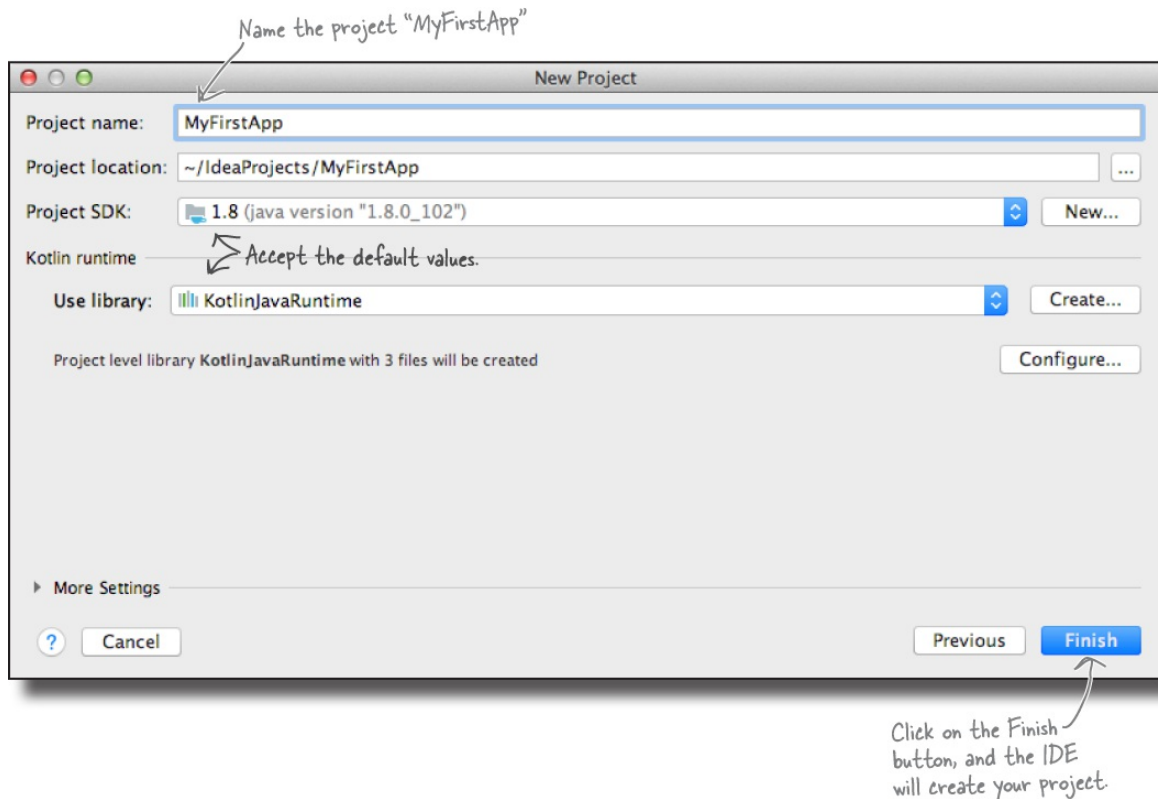 Name the project “MyFirstApp”
New Project
Project name: MyFirstApp
Project location: ~/IdeaProjects/MyFirstApp ...
Project SDK: 1.8 (java version "1.8.0_102") New...
Accept the default values.
Kotlin runtime
Use library: KotlinJavaRuntime Create...
Project level library KotlinJavaRuntime with 3 files will be created Configure...
More Settings
? Cancel Previous Finish
Click on the Finish
button, and the IDE
will create your project.